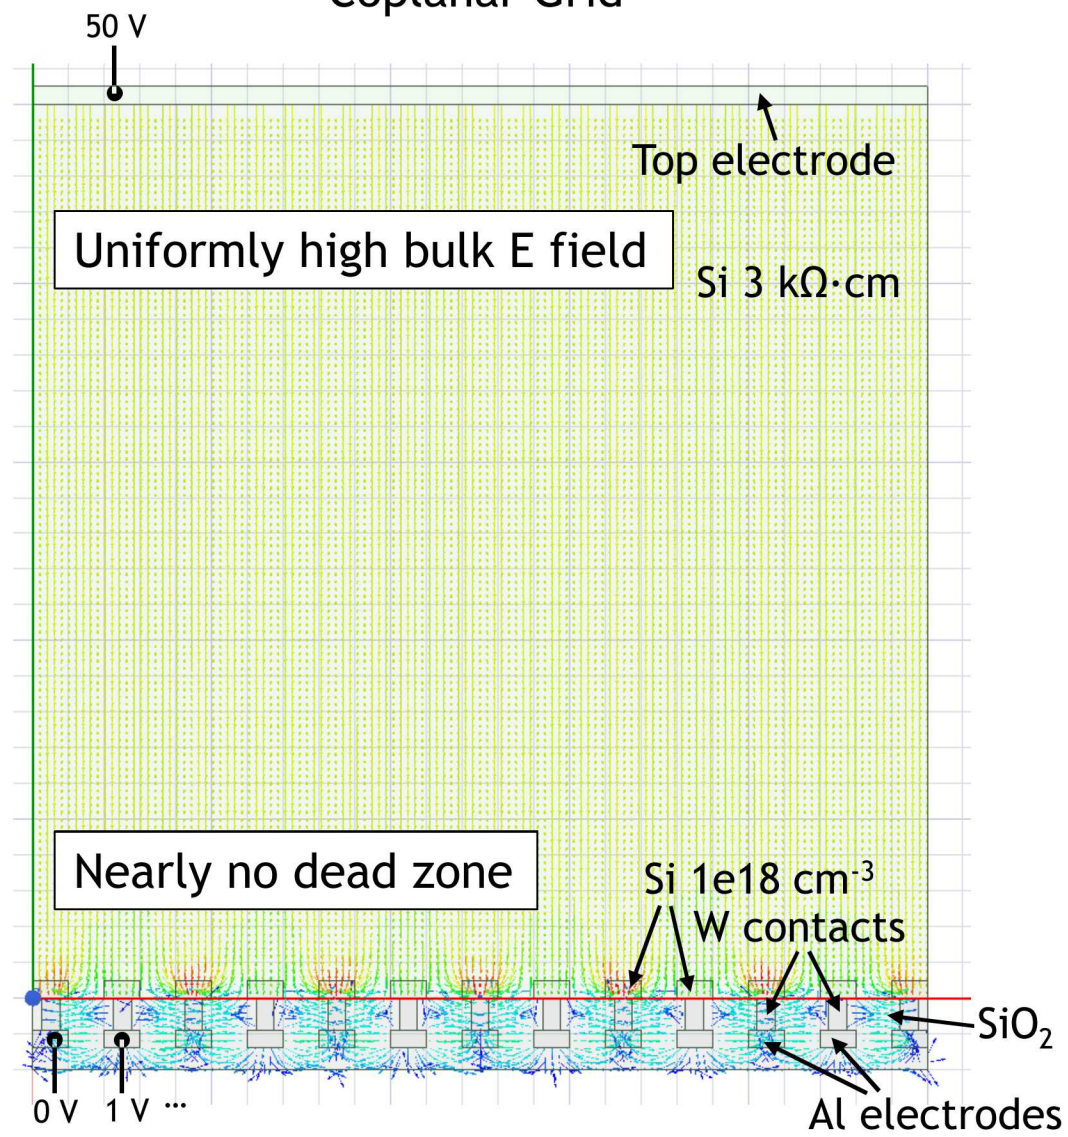 Coplanar Grid
50 V
Top electrode
Uniformly high bulk E field
Si 3 kΩ·cm
Nearly no dead zone
Si 1e18 cm⁻³
W contacts
SiO₂
0 V 1 V ...
Al electrodes